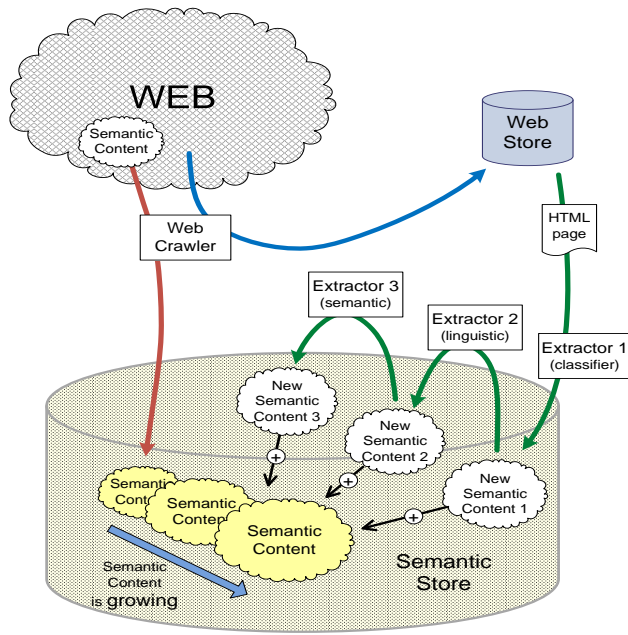 WEB
Semantic
Content
Web
Store
Web
Crawler
HTML
page
Extractor 3
(semantic)
Extractor 2
(linguistic)
Extractor 1
(classifier)
New
Semantic
Content 3
New
Semantic
Content 2
New
Semantic
Content 1
+
+
+
Semantic
Content
Semantic
Content
Semantic
Content
Semantic
Content
is growing
Semantic
Store